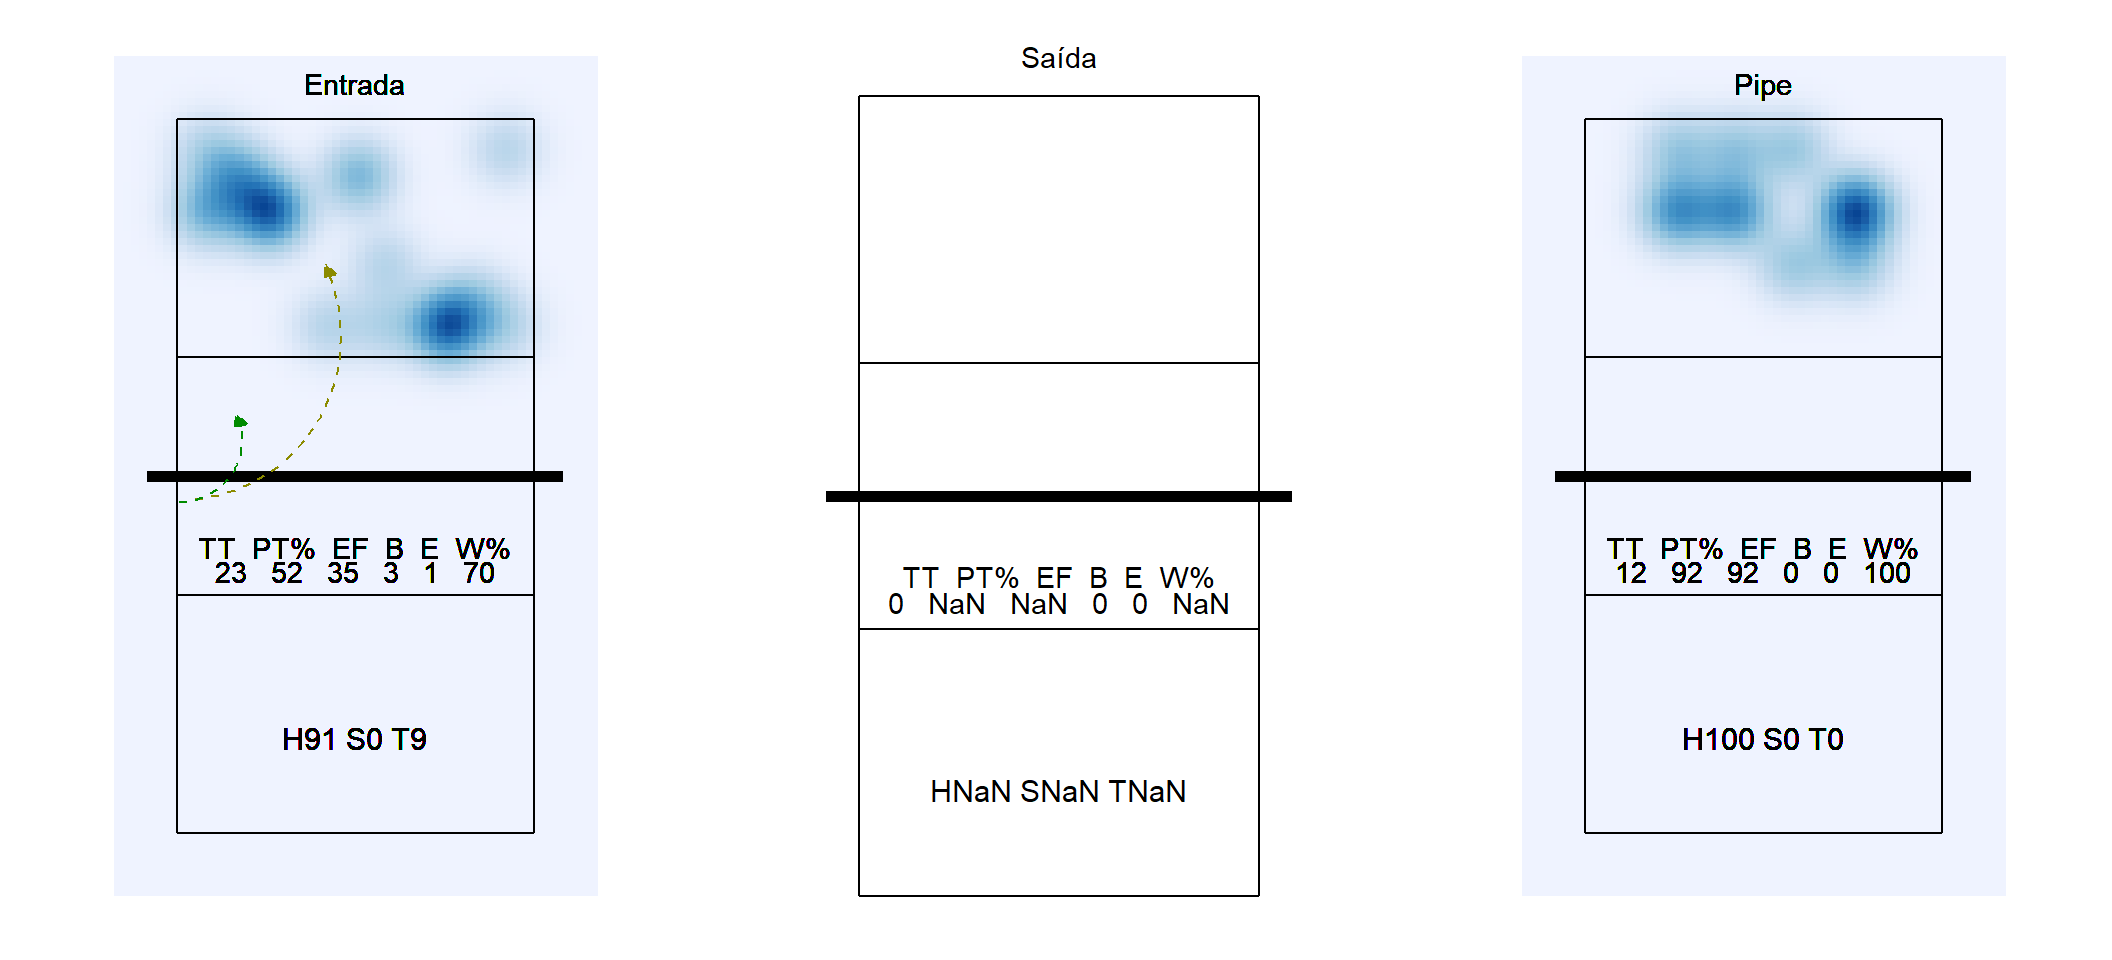 Entrada
TT PT% EF B E W%
23 52 35 3 1 70
H91 S0 T9
Saída
TT PT% EF B E W%
0 NaN NaN 0 0 NaN
HNaN SNaN TNaN
Pipe
TT PT% EF B E W%
12 92 92 0 0 100
H100 S0 T0